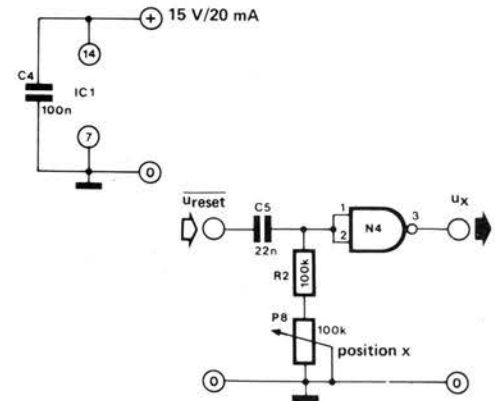 + 15 V/20 mA
14
C4
IC1
100n
7
0
u̅r̅e̅s̅e̅t̅
C5
ux
1
N4
3
2
22n
R2
100k
P8
100k
position x
0
0